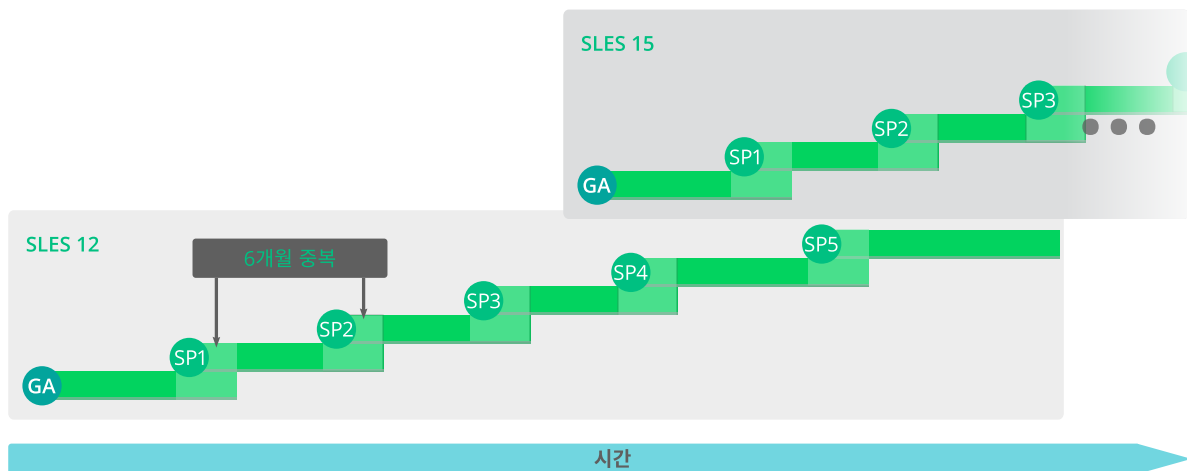 SLES 15
SP3
SP2
SP1
GA
SLES 12
6개월 중복
SP5
SP4
SP3
SP2
SP1
GA
시간